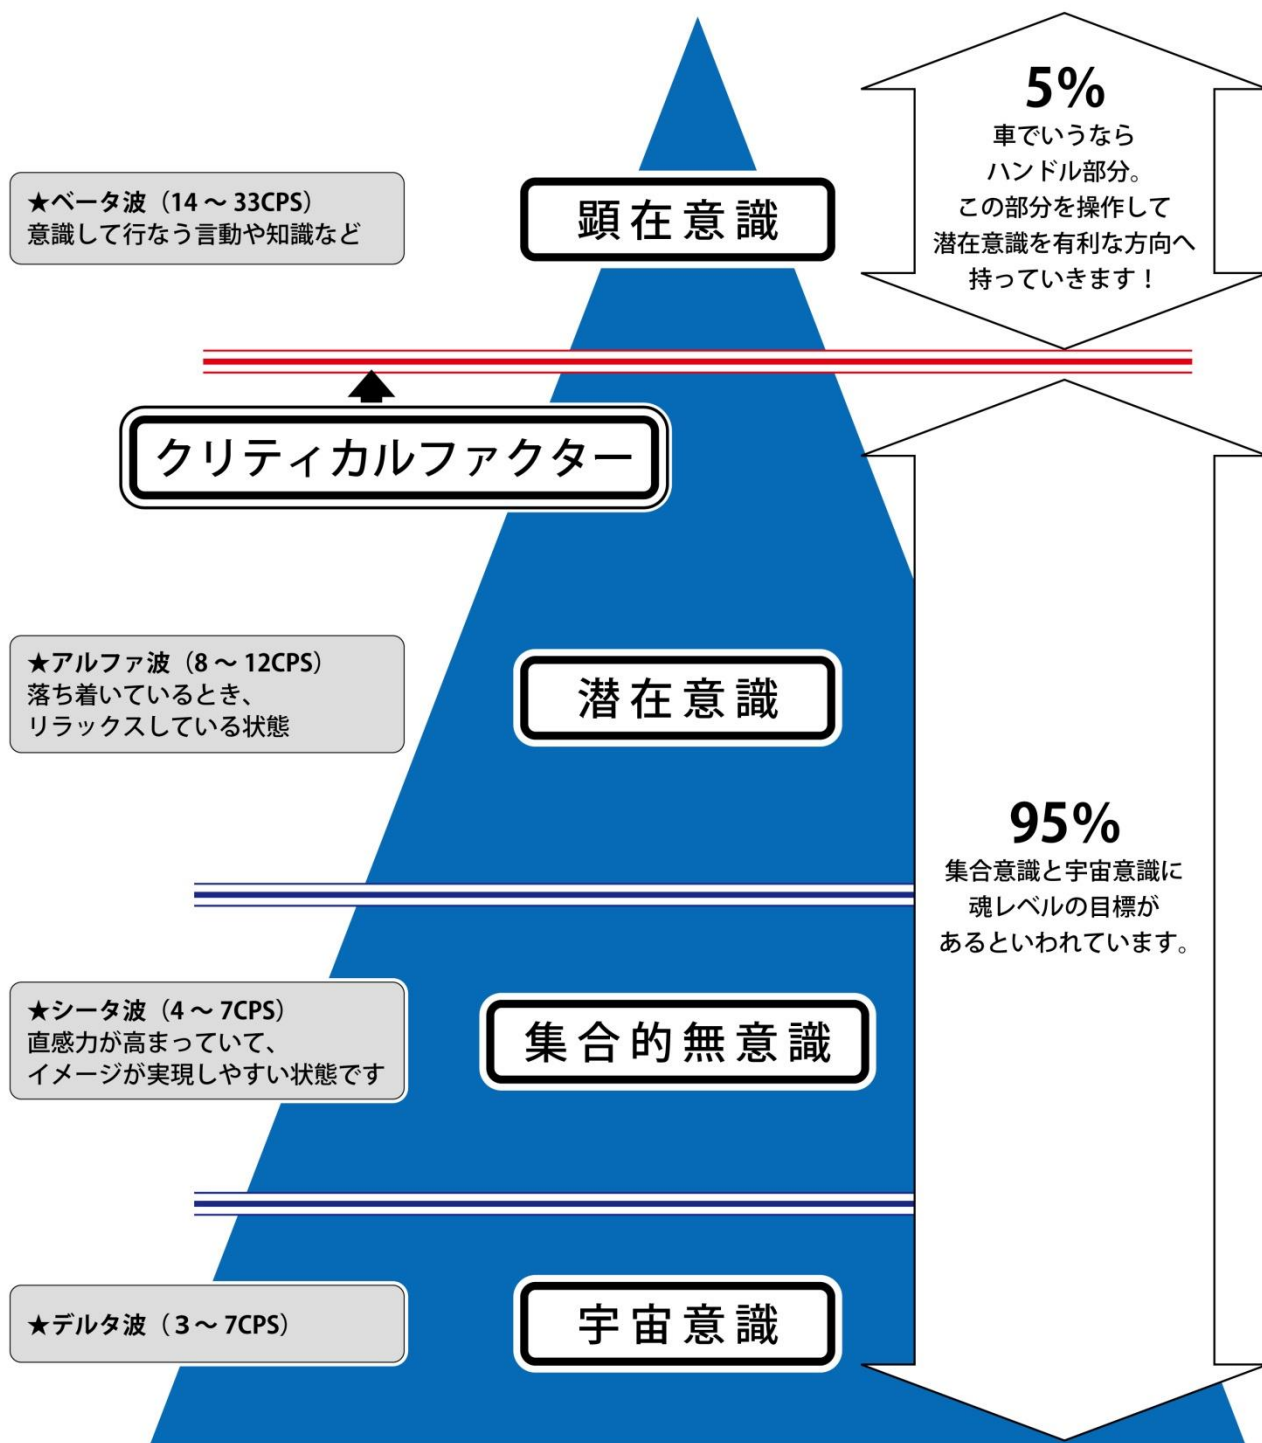 5%
車でいうなら
ハンドル部分。
この部分を操作して
潜在意識を有利な方向へ
持っていきます！
★ベータ波（14 ～ 33CPS）
意識して行なう言動や知識など
顕在意識
クリティカルファクター
★アルファ波（8 ～ 12CPS）
落ち着いているとき、
リラックスしている状態
潜在意識
95%
集合意識と宇宙意識に
魂レベルの目標が
あるといわれています。
★シータ波（4 ～ 7CPS）
直感力が高まっていて、
イメージが実現しやすい状態です
集合的無意識
★デルタ波（３～ 7CPS）
宇宙意識